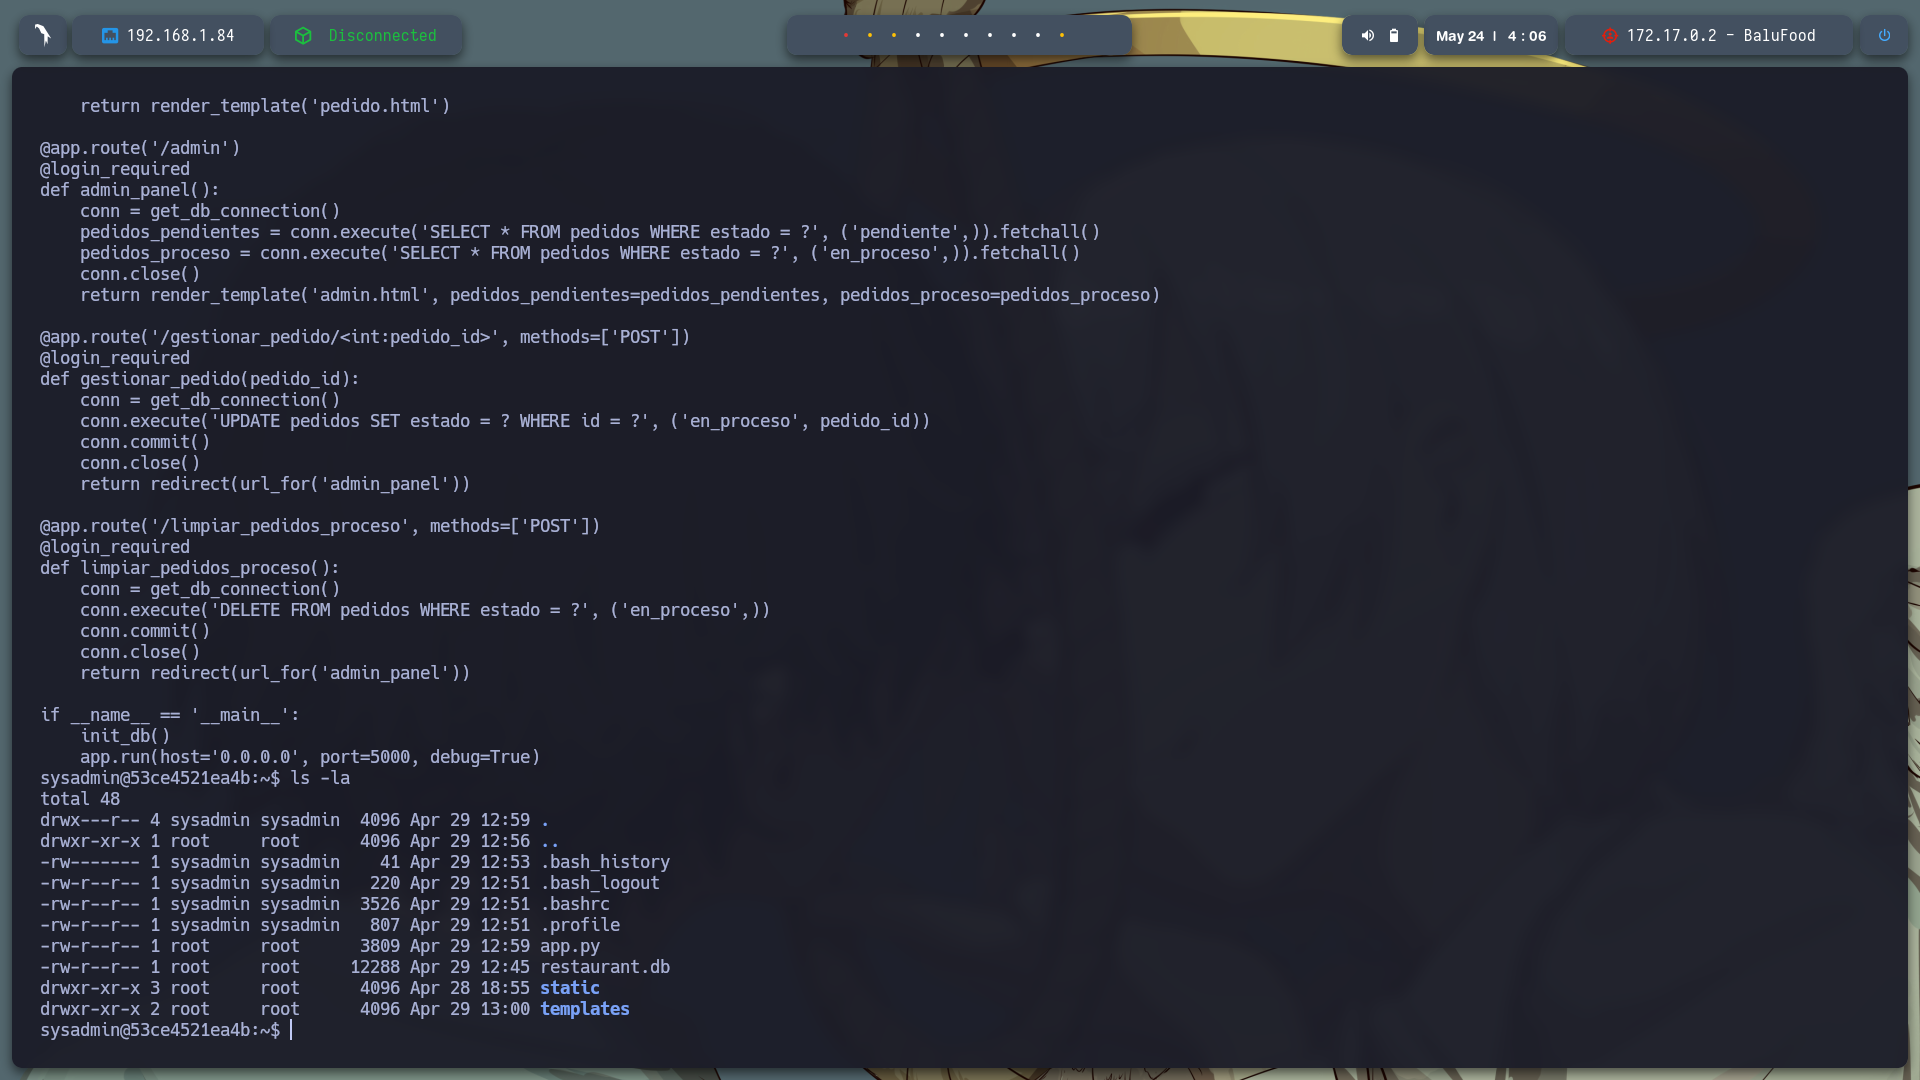 192.168.1.84 Disconnected May 24 | 4 : 06 172.17.0.2 - BaluFood
    return render_template('pedido.html')

@app.route('/admin')
@login_required
def admin_panel():
    conn = get_db_connection()
    pedidos_pendientes = conn.execute('SELECT * FROM pedidos WHERE estado = ?', ('pendiente',)).fetchall()
    pedidos_proceso = conn.execute('SELECT * FROM pedidos WHERE estado = ?', ('en_proceso',)).fetchall()
    conn.close()
    return render_template('admin.html', pedidos_pendientes=pedidos_pendientes, pedidos_proceso=pedidos_proceso)

@app.route('/gestionar_pedido/<int:pedido_id>', methods=['POST'])
@login_required
def gestionar_pedido(pedido_id):
    conn = get_db_connection()
    conn.execute('UPDATE pedidos SET estado = ? WHERE id = ?', ('en_proceso', pedido_id))
    conn.commit()
    conn.close()
    return redirect(url_for('admin_panel'))

@app.route('/limpiar_pedidos_proceso', methods=['POST'])
@login_required
def limpiar_pedidos_proceso():
    conn = get_db_connection()
    conn.execute('DELETE FROM pedidos WHERE estado = ?', ('en_proceso',))
    conn.commit()
    conn.close()
    return redirect(url_for('admin_panel'))

if __name__ == '__main__':
    init_db()
    app.run(host='0.0.0.0', port=5000, debug=True)
sysadmin@53ce4521ea4b:~$ ls -la
total 48
drwx---r-- 4 sysadmin sysadmin  4096 Apr 29 12:59 .
drwxr-xr-x 1 root     root      4096 Apr 29 12:56 ..
-rw------- 1 sysadmin sysadmin    41 Apr 29 12:53 .bash_history
-rw-r--r-- 1 sysadmin sysadmin   220 Apr 29 12:51 .bash_logout
-rw-r--r-- 1 sysadmin sysadmin  3526 Apr 29 12:51 .bashrc
-rw-r--r-- 1 sysadmin sysadmin   807 Apr 29 12:51 .profile
-rw-r--r-- 1 root     root      3809 Apr 29 12:59 app.py
-rw-r--r-- 1 root     root     12288 Apr 29 12:45 restaurant.db
drwxr-xr-x 3 root     root      4096 Apr 28 18:55 static
drwxr-xr-x 2 root     root      4096 Apr 29 13:00 templates
sysadmin@53ce4521ea4b:~$